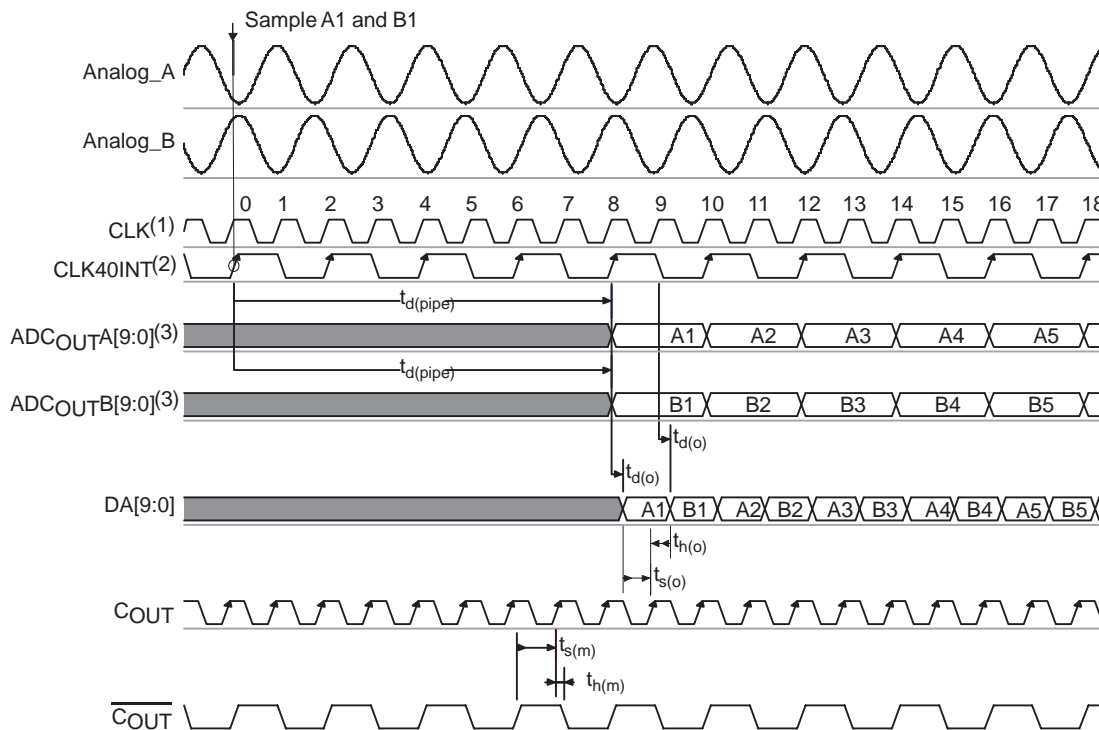 Sample A1 and B1
Analog_A
Analog_B
0 1 2 3 4 5 6 7 8 9 10 11 12 13 14 15 16 17 18
CLK(1)
CLK40INT(2)
td(pipe)
ADCOUTA[9:0](3) A1 A2 A3 A4 A5
td(pipe)
ADCOUTB[9:0](3) B1 B2 B3 B4 B5
td(o)
td(o)
DA[9:0] A1 B1 A2 B2 A3 B3 A4 B4 A5 B5
th(o)
ts(o)
COUT
ts(m)
th(m)
COUT